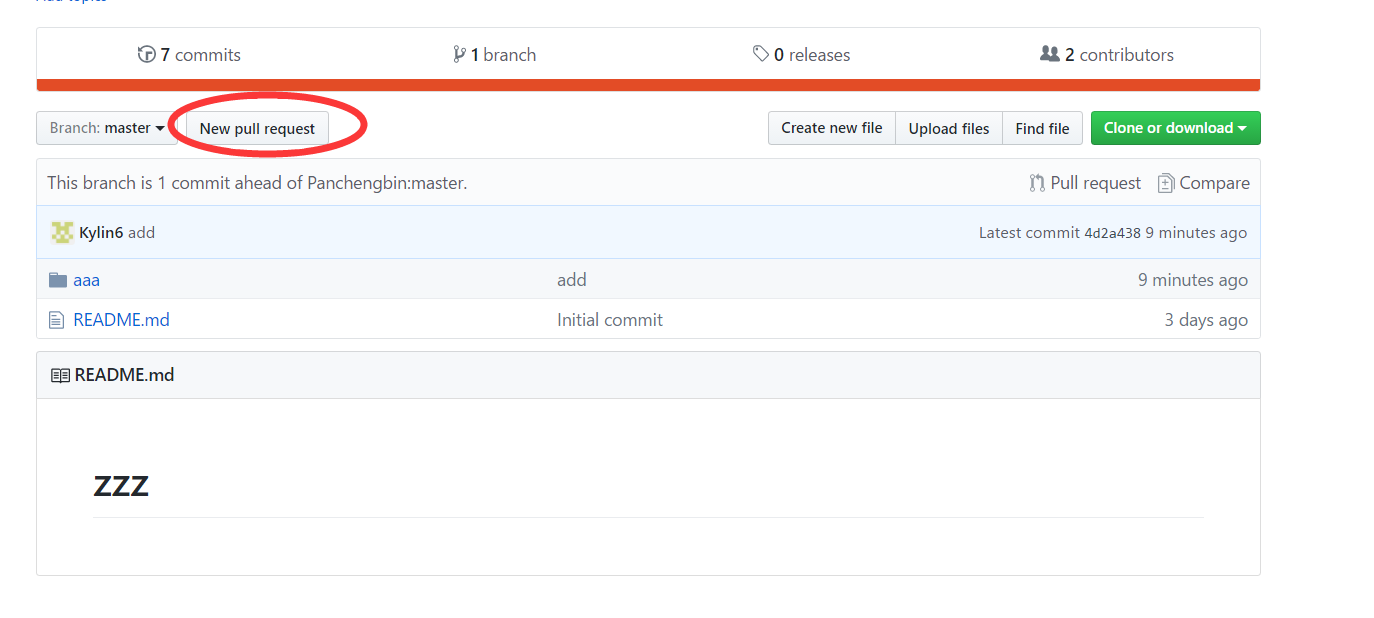 7 commits 1 branch 0 releases 2 contributors
Branch: master New pull request Create new file Upload files Find file Clone or download
This branch is 1 commit ahead of Panchengbin:master. Pull request Compare
Kylin6 add Latest commit 4d2a438 9 minutes ago
aaa add 9 minutes ago
README.md Initial commit 3 days ago
README.md
zzz